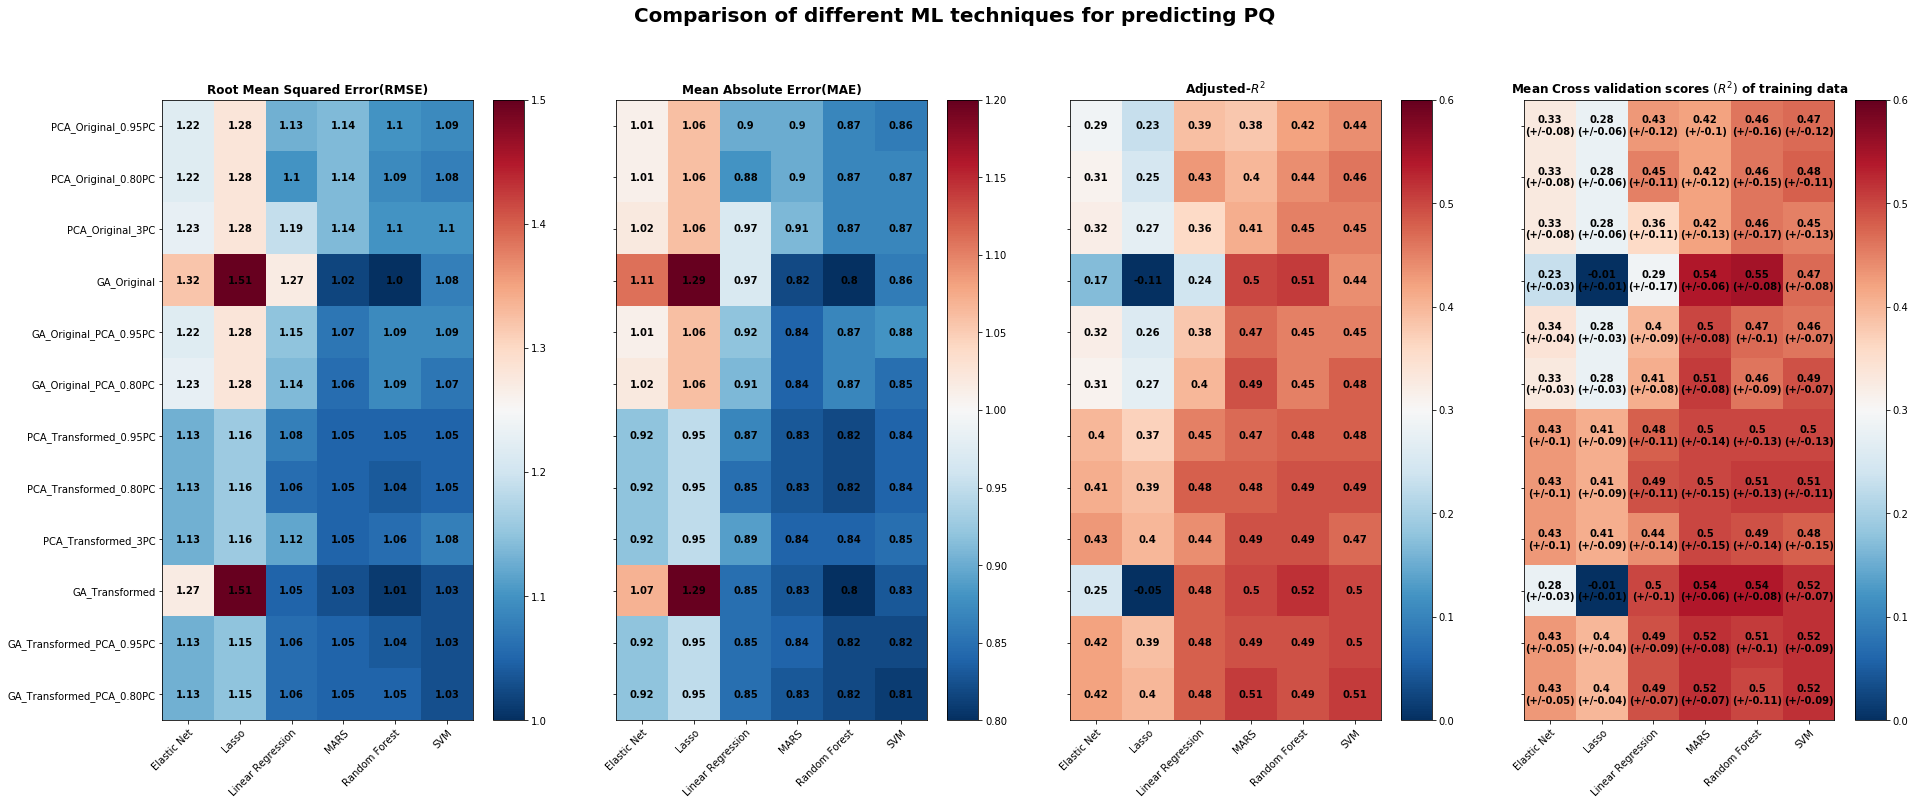 Comparison of different ML techniques for predicting PQ
Root Mean Squared Error(RMSE)
PCA_Original_0.95PC 1.22 1.28 1.13 1.14 1.1 1.09
PCA_Original_0.80PC 1.22 1.28 1.1 1.14 1.09 1.08
PCA_Original_3PC 1.23 1.28 1.19 1.14 1.1 1.1
GA_Original 1.32 1.51 1.27 1.02 1.0 1.08
GA_Original_PCA_0.95PC 1.22 1.28 1.15 1.07 1.09 1.09
GA_Original_PCA_0.80PC 1.23 1.28 1.14 1.06 1.09 1.07
PCA_Transformed_0.95PC 1.13 1.16 1.08 1.05 1.05 1.05
PCA_Transformed_0.80PC 1.13 1.16 1.06 1.05 1.04 1.05
PCA_Transformed_3PC 1.13 1.16 1.12 1.05 1.06 1.08
GA_Transformed 1.27 1.51 1.05 1.03 1.01 1.03
GA_Transformed_PCA_0.95PC 1.13 1.15 1.06 1.05 1.04 1.03
GA_Transformed_PCA_0.80PC 1.13 1.15 1.06 1.05 1.05 1.03
Elastic Net
Lasso
Linear Regression
MARS
Random Forest
SVM
1.5
1.4
1.3
1.2
1.1
1.0
Mean Absolute Error(MAE)
1.01 1.06 0.9 0.9 0.87 0.86
1.01 1.06 0.88 0.9 0.87 0.87
1.02 1.06 0.97 0.91 0.87 0.87
1.11 1.29 0.97 0.82 0.8 0.86
1.01 1.06 0.92 0.84 0.87 0.88
1.02 1.06 0.91 0.84 0.87 0.85
0.92 0.95 0.87 0.83 0.82 0.84
0.92 0.95 0.85 0.83 0.82 0.84
0.92 0.95 0.89 0.84 0.84 0.85
1.07 1.29 0.85 0.83 0.8 0.83
0.92 0.95 0.85 0.84 0.82 0.82
0.92 0.95 0.85 0.83 0.82 0.81
Elastic Net
Lasso
Linear Regression
MARS
Random Forest
SVM
1.20
1.15
1.10
1.05
1.00
0.95
0.90
0.85
0.80
Adjusted-R²
0.29 0.23 0.39 0.38 0.42 0.44
0.31 0.25 0.43 0.4 0.44 0.46
0.32 0.27 0.36 0.41 0.45 0.45
0.17 -0.11 0.24 0.5 0.51 0.44
0.32 0.26 0.38 0.47 0.45 0.45
0.31 0.27 0.4 0.49 0.45 0.48
0.4 0.37 0.45 0.47 0.48 0.48
0.41 0.39 0.48 0.48 0.49 0.49
0.43 0.4 0.44 0.49 0.49 0.47
0.25 -0.05 0.48 0.5 0.52 0.5
0.42 0.39 0.48 0.49 0.49 0.5
0.42 0.4 0.48 0.51 0.49 0.51
Elastic Net
Lasso
Linear Regression
MARS
Random Forest
SVM
0.6
0.5
0.4
0.3
0.2
0.1
0.0
Mean Cross validation scores (R²) of training data
0.33 0.28 0.43 0.42 0.46 0.47
(+/-0.08) (+/-0.06) (+/-0.12) (+/-0.1) (+/-0.16) (+/-0.12)
0.33 0.28 0.45 0.42 0.46 0.48
(+/-0.08) (+/-0.06) (+/-0.11) (+/-0.12) (+/-0.15) (+/-0.11)
0.33 0.28 0.36 0.42 0.46 0.45
(+/-0.08) (+/-0.06) (+/-0.11) (+/-0.13) (+/-0.17) (+/-0.13)
0.23 -0.01 0.29 0.54 0.55 0.47
(+/-0.03) (+/-0.01) (+/-0.17) (+/-0.06) (+/-0.08) (+/-0.08)
0.34 0.28 0.4 0.5 0.47 0.46
(+/-0.04) (+/-0.03) (+/-0.09) (+/-0.08) (+/-0.1) (+/-0.07)
0.33 0.28 0.41 0.51 0.46 0.49
(+/-0.03) (+/-0.03) (+/-0.08) (+/-0.08) (+/-0.09) (+/-0.07)
0.43 0.41 0.48 0.5 0.5 0.5
(+/-0.1) (+/-0.09) (+/-0.11) (+/-0.14) (+/-0.13) (+/-0.13)
0.43 0.41 0.49 0.5 0.51 0.51
(+/-0.1) (+/-0.09) (+/-0.11) (+/-0.15) (+/-0.13) (+/-0.11)
0.43 0.41 0.44 0.5 0.49 0.48
(+/-0.1) (+/-0.09) (+/-0.14) (+/-0.15) (+/-0.14) (+/-0.15)
0.28 -0.01 0.5 0.54 0.54 0.52
(+/-0.03) (+/-0.01) (+/-0.1) (+/-0.06) (+/-0.08) (+/-0.07)
0.43 0.4 0.49 0.52 0.51 0.52
(+/-0.05) (+/-0.04) (+/-0.09) (+/-0.08) (+/-0.1) (+/-0.09)
0.43 0.4 0.49 0.52 0.5 0.52
(+/-0.05) (+/-0.04) (+/-0.07) (+/-0.07) (+/-0.11) (+/-0.09)
Elastic Net
Lasso
Linear Regression
MARS
Random Forest
SVM
0.6
0.5
0.4
0.3
0.2
0.1
0.0